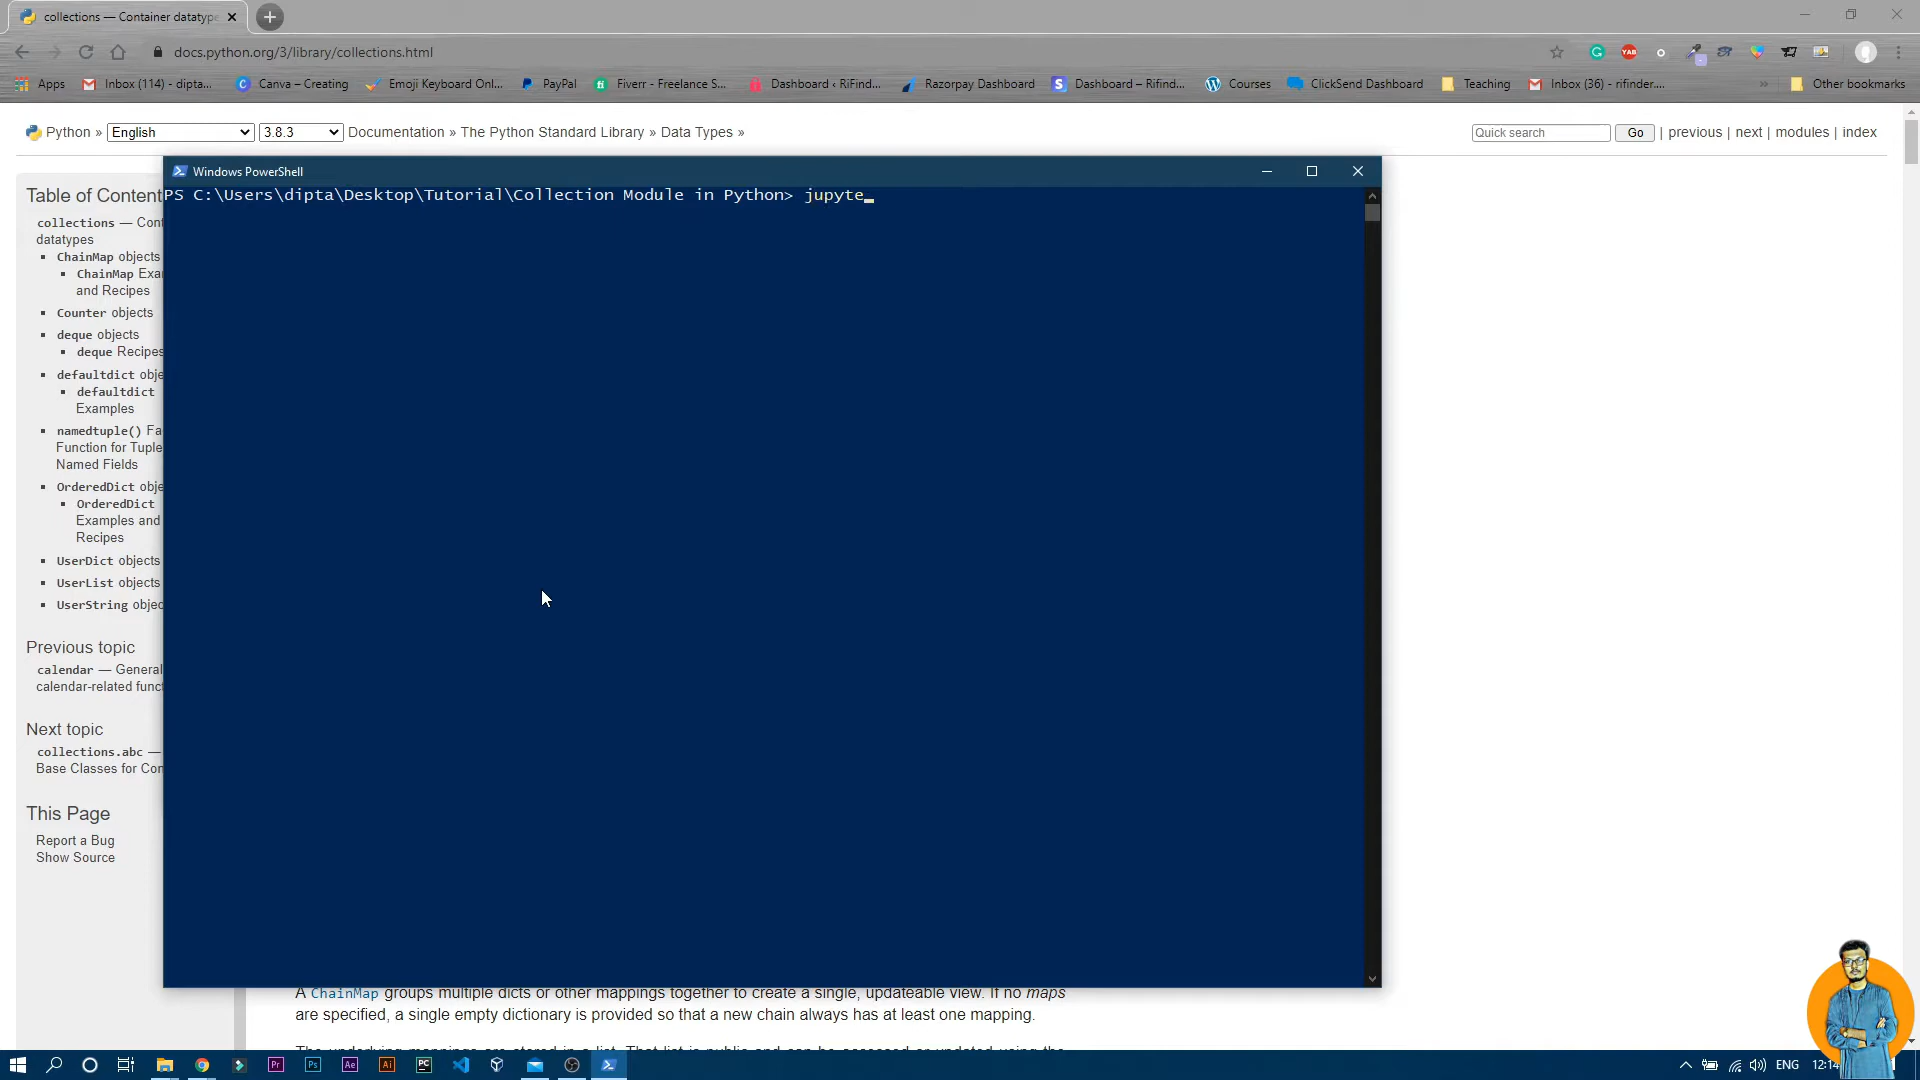 collections — Container datatype
docs.python.org/3/library/collections.html
Apps
Inbox (114) - dipta...
Canva – Creating
Emoji Keyboard Onl...
PayPal
Fiverr - Freelance S...
Dashboard ‹ RiFind...
Razorpay Dashboard
Dashboard – Rifind...
Courses
ClickSend Dashboard
Teaching
Inbox (36) - rifinder....
»
Other bookmarks
Python » English 3.8.3 Documentation » The Python Standard Library » Data Types »
Quick search Go | previous | next | modules | index
Windows PowerShell
PS C:\Users\dipta\Desktop\Tutorial\Collection Module in Python> jupyte_
Table of Content
collections — Cont
datatypes
ChainMap objects
ChainMap Exa
and Recipes
Counter objects
deque objects
deque Recipes
defaultdict obje
defaultdict
Examples
namedtuple() Fa
Function for Tuple
Named Fields
OrderedDict obje
OrderedDict
Examples and
Recipes
UserDict objects
UserList objects
UserString objec
Previous topic
calendar — General
calendar-related funct
Next topic
collections.abc —
Base Classes for Con
This Page
Report a Bug
Show Source
A ChainMap groups multiple dicts or other mappings together to create a single, updateable view. If no maps
are specified, a single empty dictionary is provided so that a new chain always has at least one mapping.
ENG
12:14